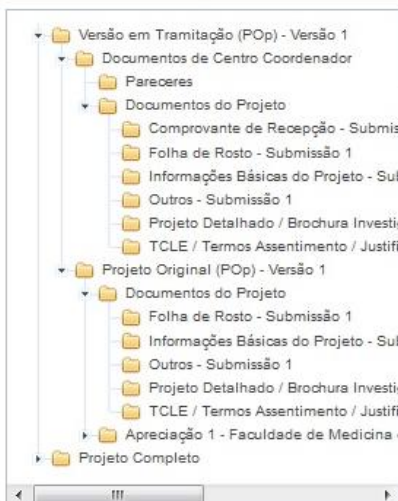 Versão em Tramitação (POp) - Versão 1
Documentos de Centro Coordenador
Pareceres
Documentos do Projeto
Comprovante de Recepção - Submis
Folha de Rosto - Submissão 1
Informações Básicas do Projeto - Sul
Outros - Submissão 1
Projeto Detalhado / Brochura Investi
TCLE / Termos Assentimento / Justifi
Projeto Original (POp) - Versão 1
Documentos do Projeto
Folha de Rosto - Submissão 1
Informações Básicas do Projeto - Sul
Outros - Submissão 1
Projeto Detalhado / Brochura Investi
TCLE / Termos Assentimento / Justifi
Apreciação 1 - Faculdade de Medicina
Projeto Completo